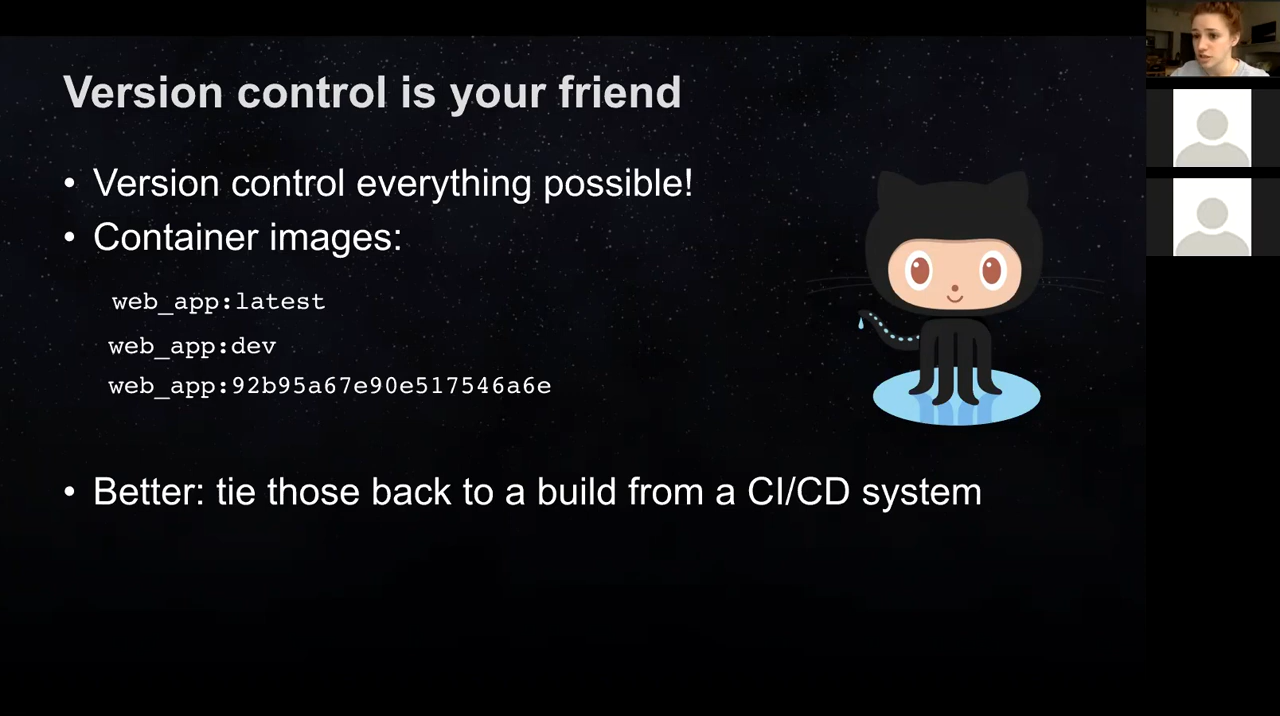 Version control is your friend
• Version control everything possible!
• Container images:
web_app:latest
web_app:dev
web_app:92b95a67e90e517546a6e
• Better: tie those back to a build from a CI/CD system